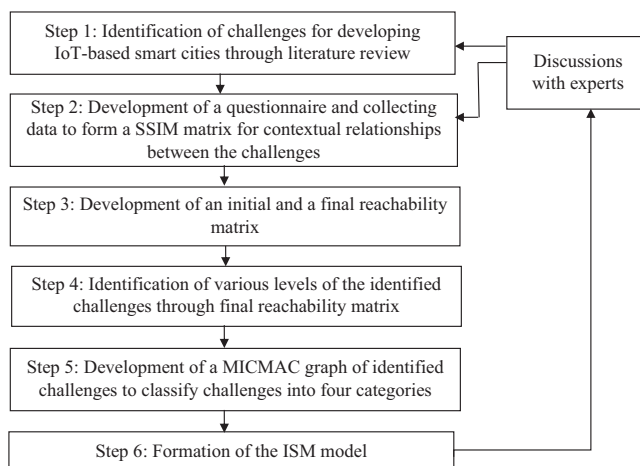 Step 1: Identification of challenges for developing
IoT-based smart cities through literature review
Discussions
with experts
Step 2: Development of a questionnaire and collecting
data to form a SSIM matrix for contextual relationships
between the challenges
Step 3: Development of an initial and a final reachability
matrix
Step 4: Identification of various levels of the identified
challenges through final reachability matrix
Step 5: Development of a MICMAC graph of identified
challenges to classify challenges into four categories
Step 6: Formation of the ISM model